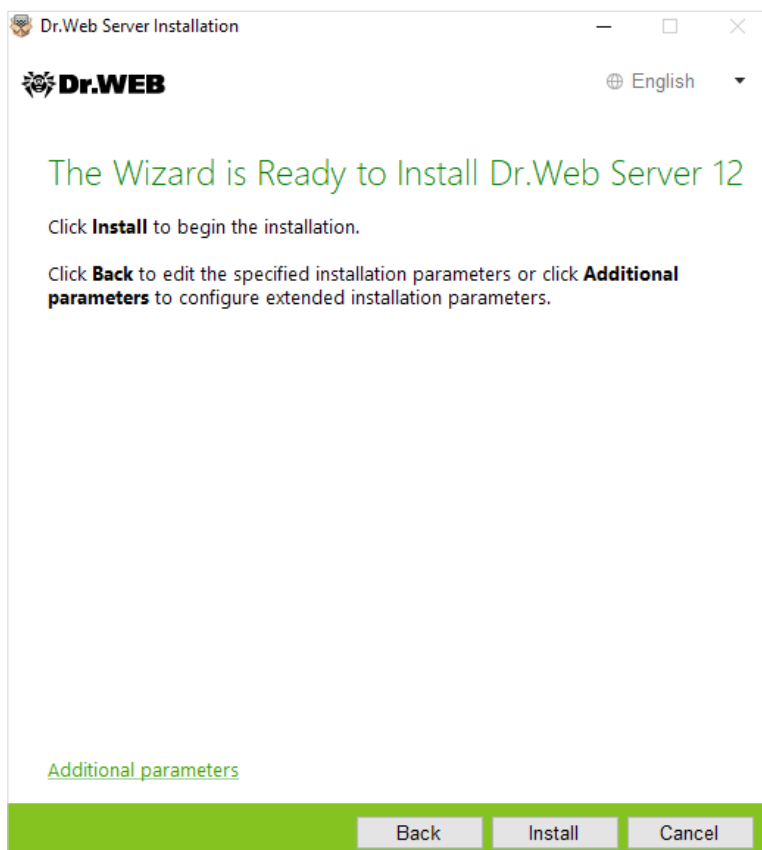 Dr.Web Server Installation
Dr.WEB
English
The Wizard is Ready to Install Dr.Web Server 12
Click Install to begin the installation.
Click Back to edit the specified installation parameters or click Additional
parameters to configure extended installation parameters.
Additional parameters
Back Install Cancel